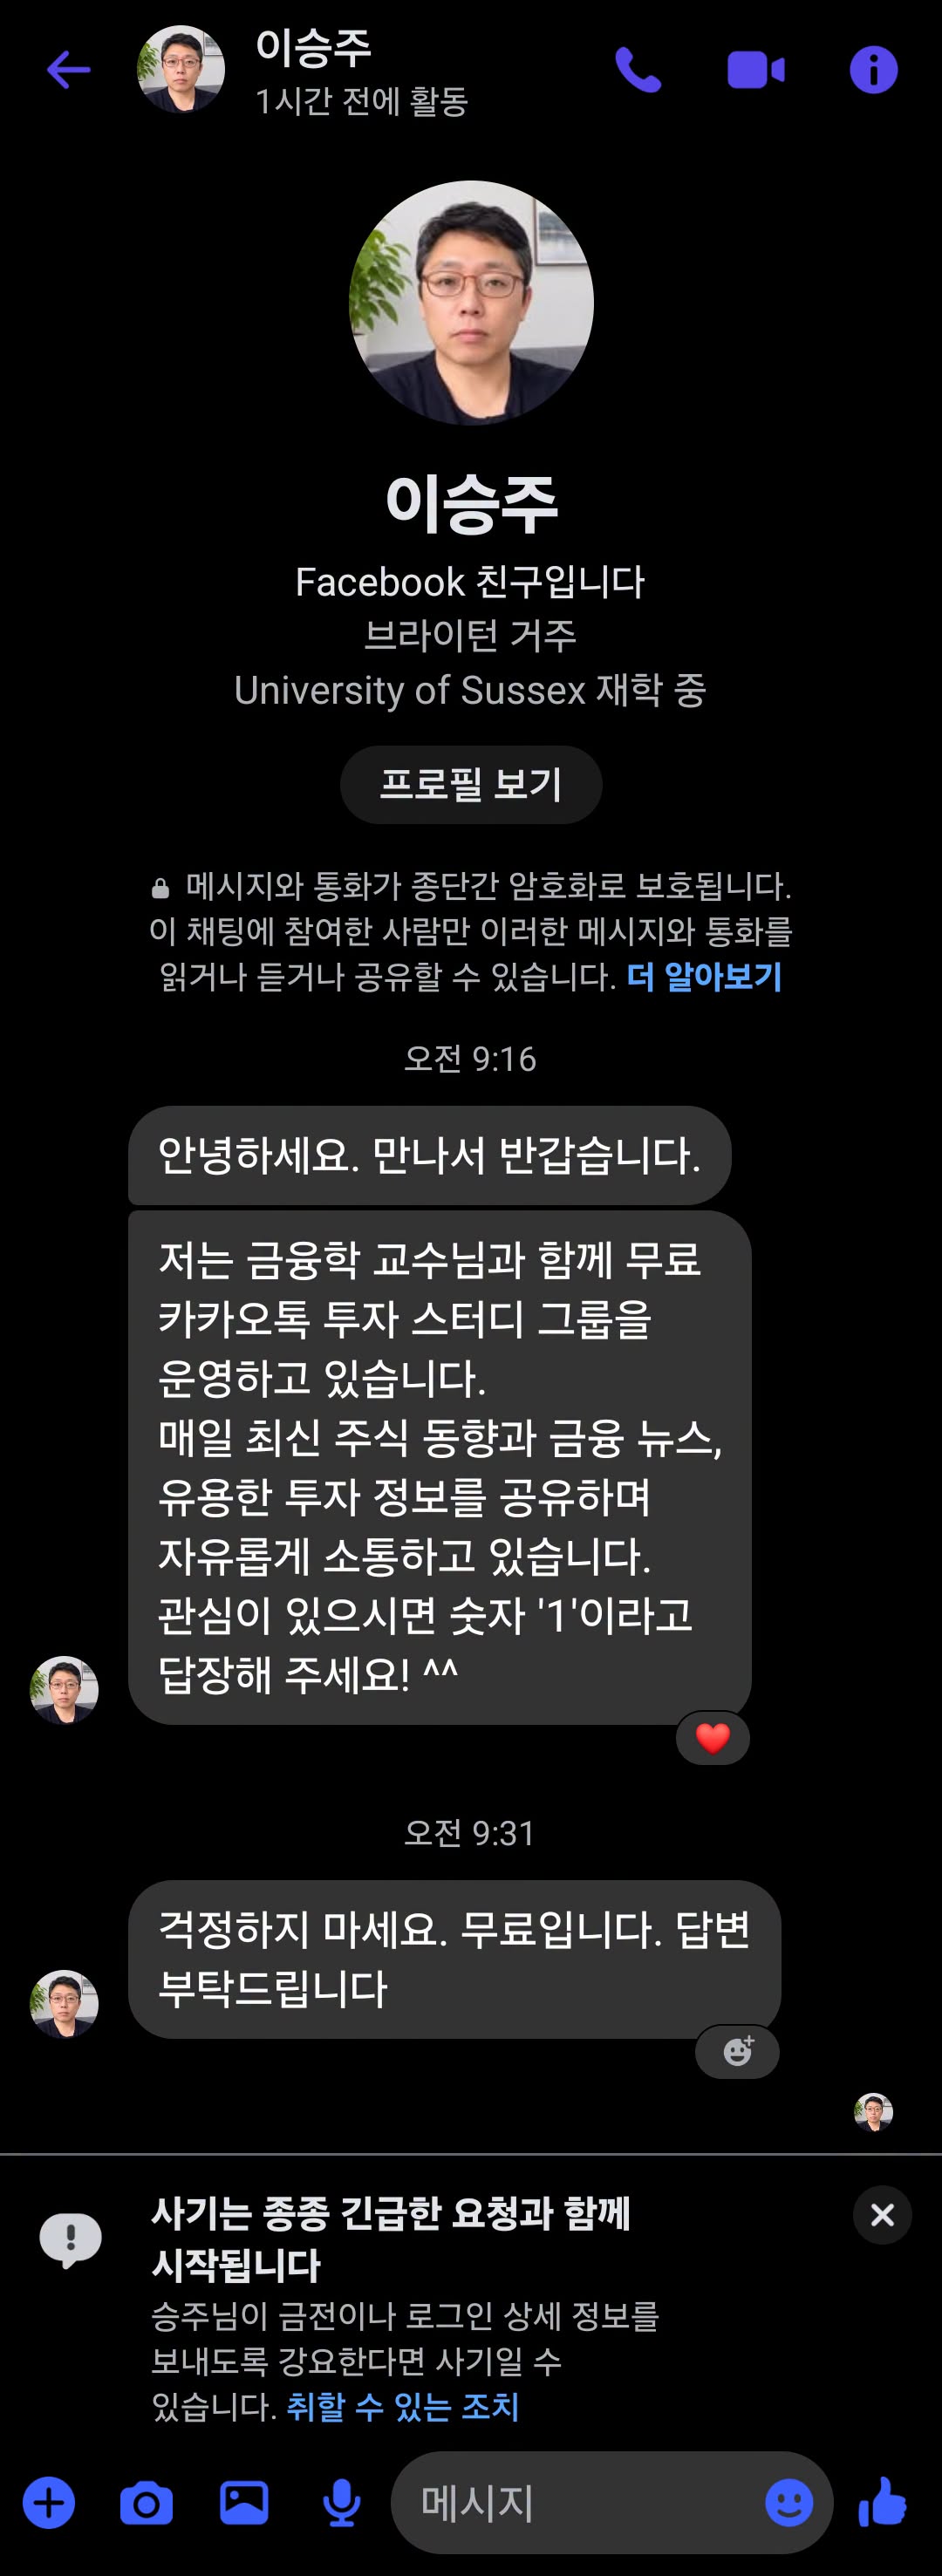 이승주
1시간 전에 활동
이승주
Facebook 친구입니다
브라이턴 거주
University of Sussex 재학 중
프로필 보기
메시지와 통화가 종단간 암호화로 보호됩니다.
이 채팅에 참여한 사람만 이러한 메시지와 통화를
읽거나 듣거나 공유할 수 있습니다. 더 알아보기
오전 9:16
안녕하세요. 만나서 반갑습니다.
저는 금융학 교수님과 함께 무료
카카오톡 투자 스터디 그룹을
운영하고 있습니다.
매일 최신 주식 동향과 금융 뉴스,
유용한 투자 정보를 공유하며
자유롭게 소통하고 있습니다.
관심이 있으시면 숫자 '1'이라고
답장해 주세요! ^^
오전 9:31
걱정하지 마세요. 무료입니다. 답변
부탁드립니다
사기는 종종 긴급한 요청과 함께
시작됩니다
승주님이 금전이나 로그인 상세 정보를
보내도록 강요한다면 사기일 수
있습니다. 취할 수 있는 조치
메시지